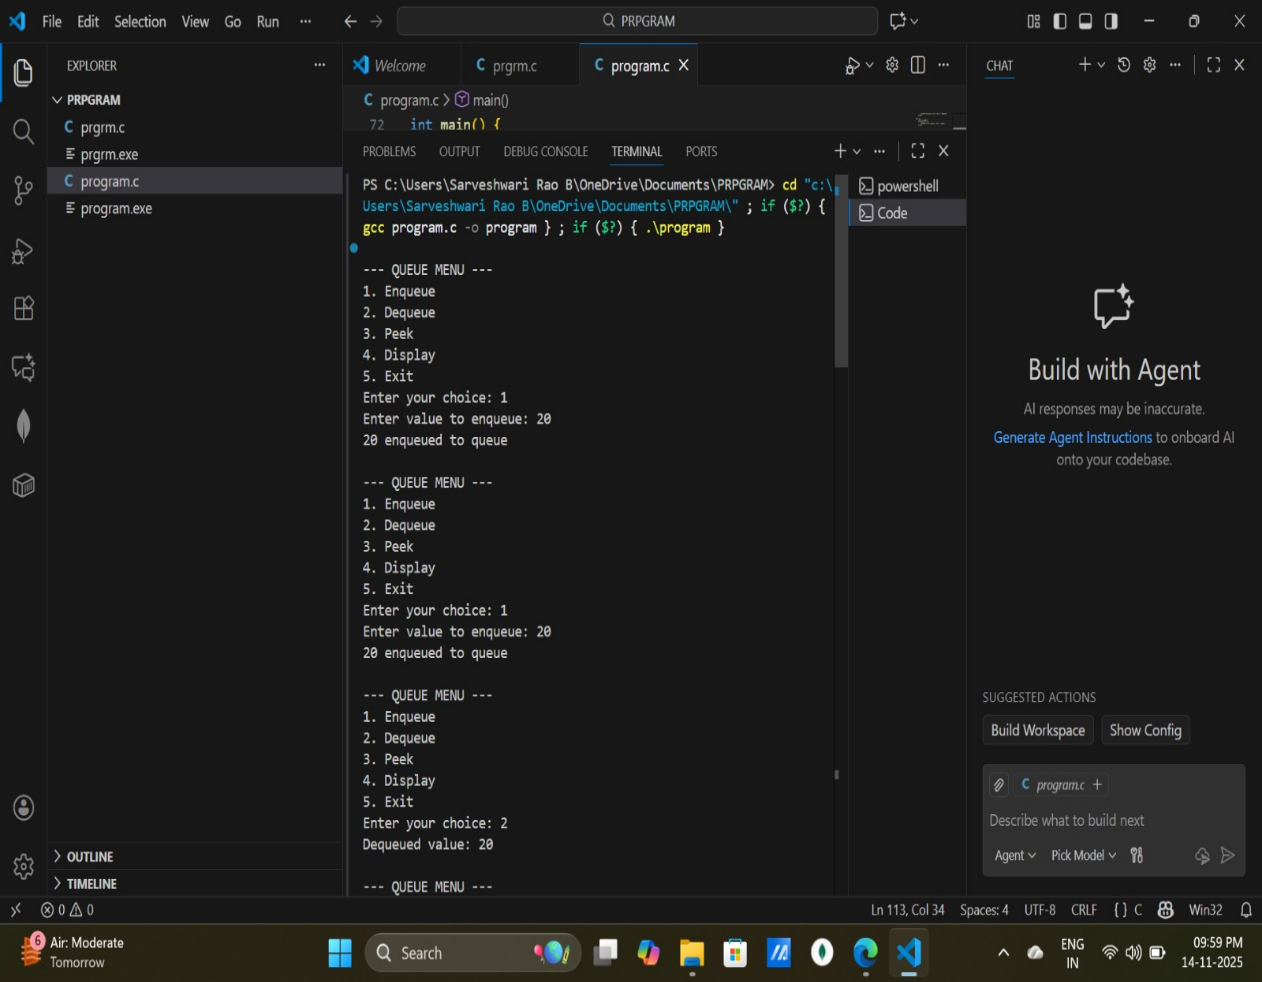 File Edit Selection View Go Run ···
PRPGRAM
EXPLORER ···
PRPGRAM
C prgrm.c
prgrm.exe
C program.c
program.exe
OUTLINE
TIMELINE
Welcome C prgrm.c C program.c
C program.c > main()
72 int main() {
PROBLEMS OUTPUT DEBUG CONSOLE TERMINAL PORTS
powershell
Code
PS C:\Users\Sarveshwari Rao B\OneDrive\Documents\PRPGRAM> cd "c:\
Users\Sarveshwari Rao B\OneDrive\Documents\PRPGRAM\" ; if ($?) {
gcc program.c -o program } ; if ($?) { .\program }
--- QUEUE MENU ---
1. Enqueue
2. Dequeue
3. Peek
4. Display
5. Exit
Enter your choice: 1
Enter value to enqueue: 20
20 enqueued to queue
--- QUEUE MENU ---
1. Enqueue
2. Dequeue
3. Peek
4. Display
5. Exit
Enter your choice: 1
Enter value to enqueue: 20
20 enqueued to queue
--- QUEUE MENU ---
1. Enqueue
2. Dequeue
3. Peek
4. Display
5. Exit
Enter your choice: 2
Dequeued value: 20
--- QUEUE MENU ---
CHAT
Build with Agent
AI responses may be inaccurate.
Generate Agent Instructions to onboard AI
onto your codebase.
SUGGESTED ACTIONS
Build Workspace Show Config
C program.c +
Describe what to build next
Agent Pick Model
0 0
Ln 113, Col 34 Spaces: 4 UTF-8 CRLF { } C Win32
6 Air: Moderate
Tomorrow
Search
ENG
IN
09:59 PM
14-11-2025